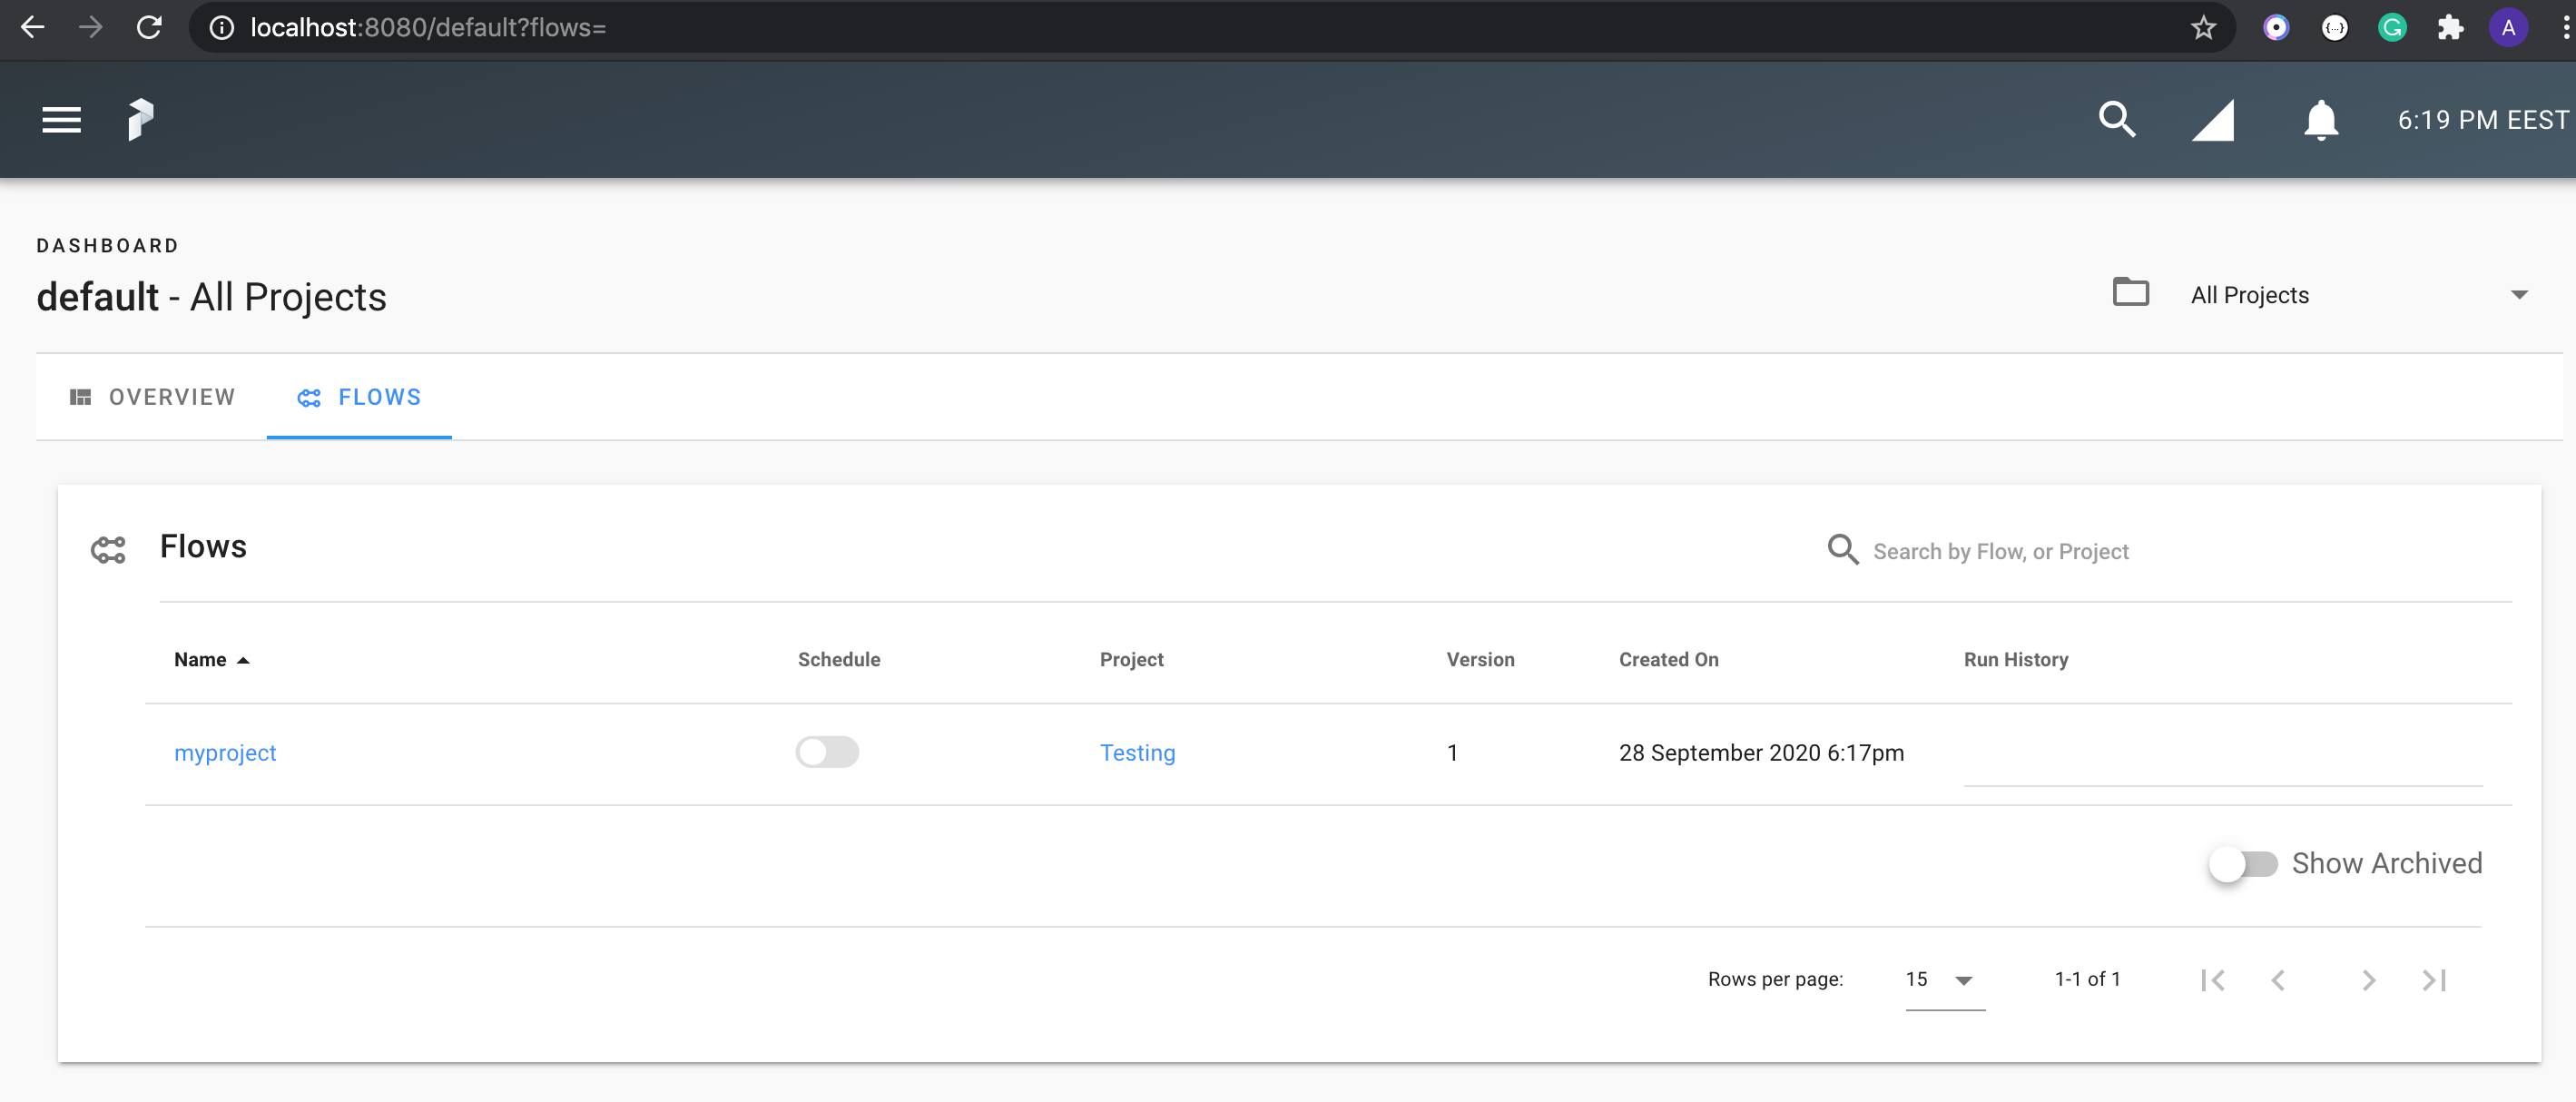 localhost:8080/default?flows=
A
6:19 PM EEST
DASHBOARD
default - All Projects
All Projects
OVERVIEW
FLOWS
Flows
Search by Flow, or Project
Name Schedule Project Version Created On Run History
myproject Testing 1 28 September 2020 6:17pm
Show Archived
Rows per page: 15 1-1 of 1